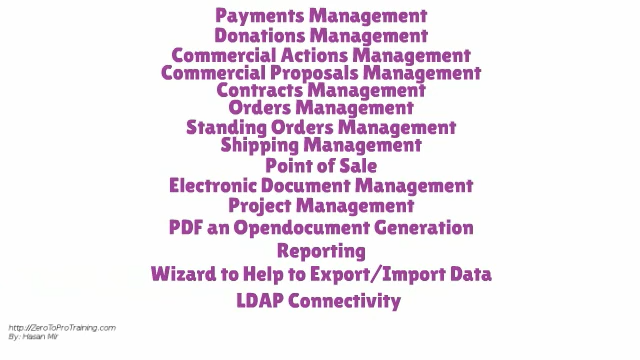 Payments Management
Donations Management
Commercial Actions Management
Commercial Proposals Management
Contracts Management
Orders Management
Standing Orders Management
Shipping Management
Point of Sale
Electronic Document Management
Project Management
PDF an Opendocument Generation
Reporting
Wizard to Help to Export/Import Data
LDAP Connectivity
http://ZeroToProTraining.com
By: Hasan Mir